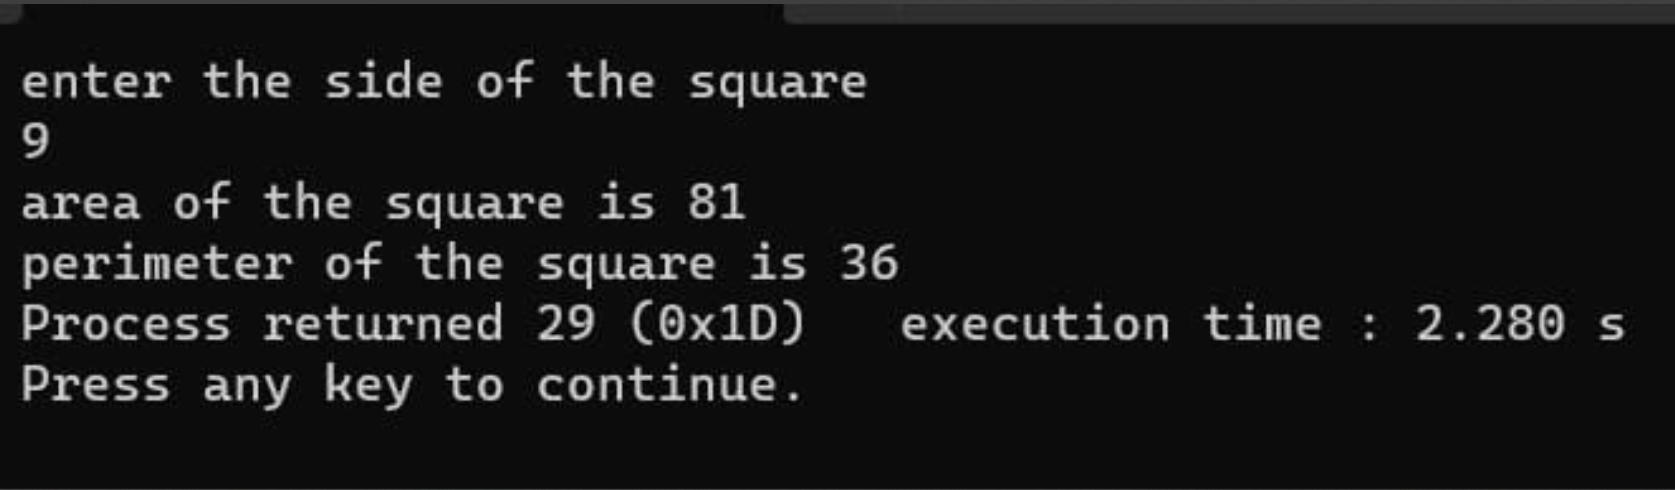 enter the side of the square
9
area of the square is 81
perimeter of the square is 36
Process returned 29 (0x1D)   execution time : 2.280 s
Press any key to continue.